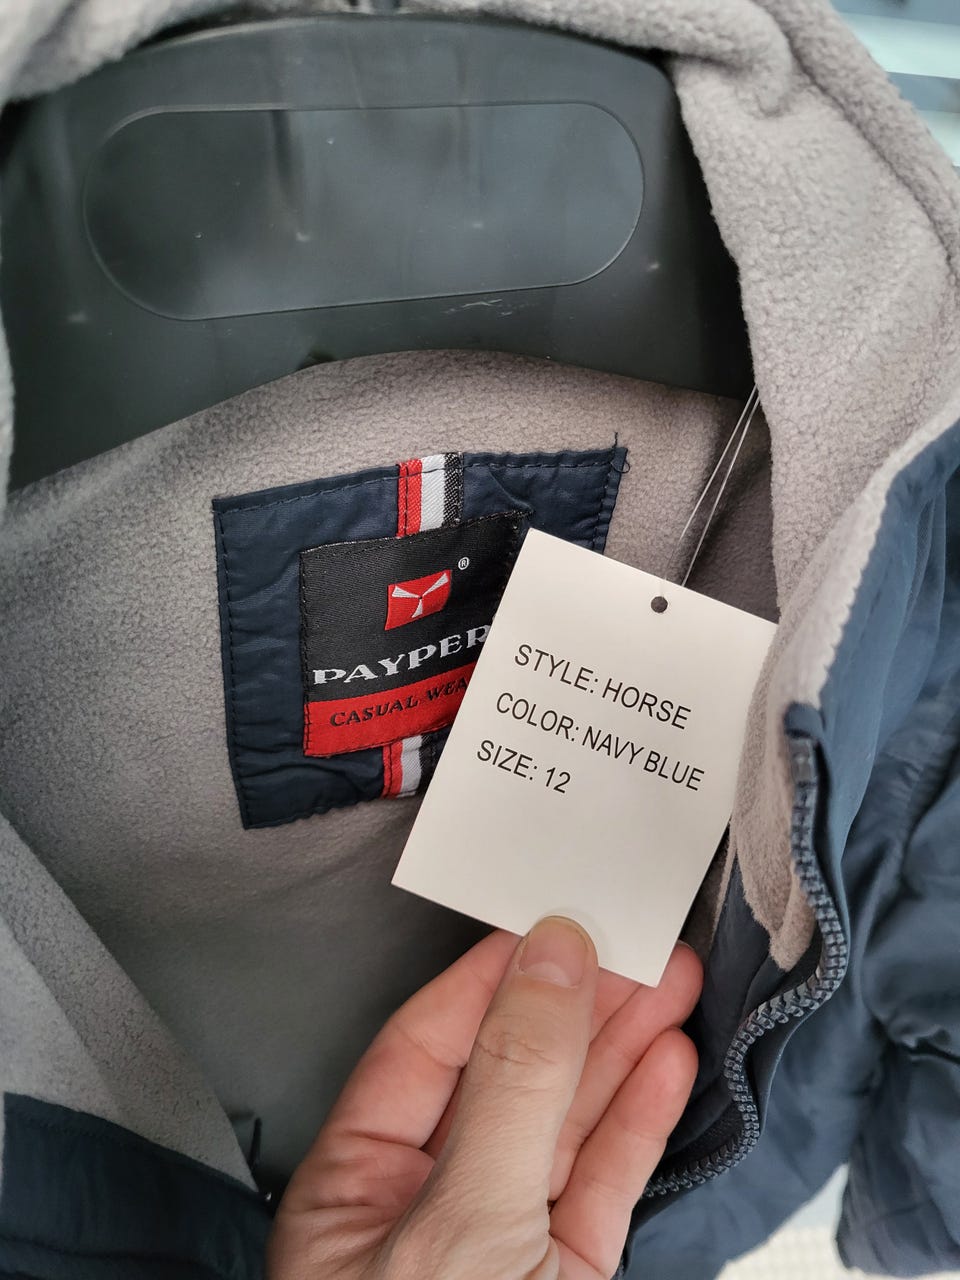 ®
PAYPER
CASUAL WEA
STYLE: HORSE
COLOR: NAVY BLUE
SIZE: 12